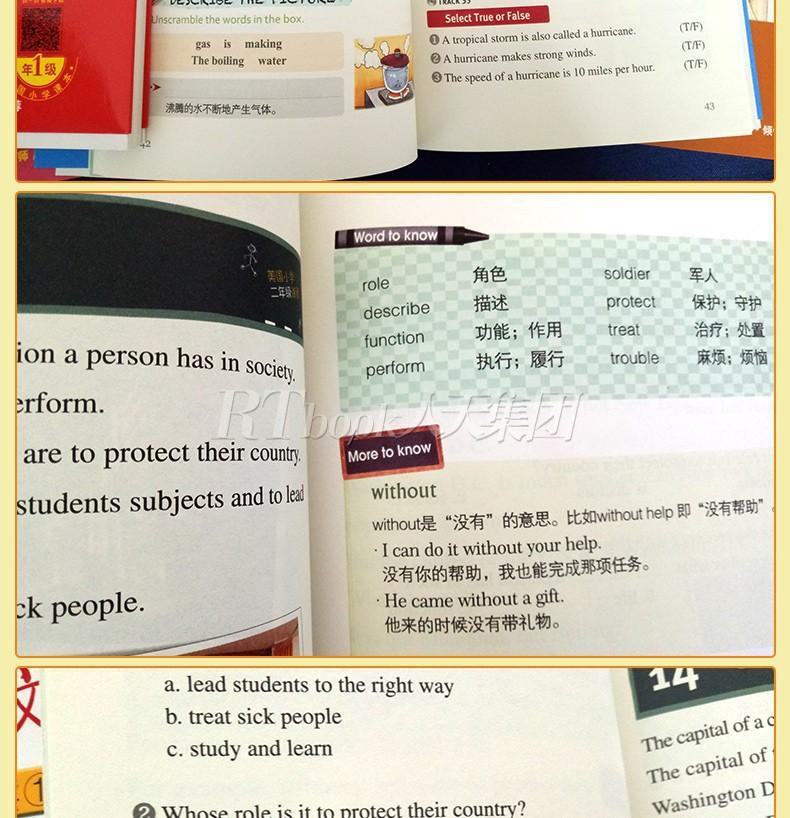 Unscramble the words in the box.
gas is making
The boiling water
沸腾的水不断地产生气体。
Select True or False
❶ A tropical storm is also called a hurricane. (T/F)
❷ A hurricane makes strong winds. (T/F)
❸ The speed of a hurricane is 10 miles per hour. (T/F)
43
年1级
美国小学
二年级
ion a person has in society.
erform.
are to protect their country.
students subjects and to lead
ck people.
Word to know
role 角色 soldier 军人
describe 描述 protect 保护；守护
function 功能；作用 treat 治疗；处置
perform 执行；履行 trouble 麻烦；烦恼
RTbopk人天集团
More to know
without
without是“没有”的意思。比如without help 即“没有帮助”。
· I can do it without your help.
没有你的帮助，我也能完成那项任务。
· He came without a gift.
他来的时候没有带礼物。
a. lead students to the right way
b. treat sick people
c. study and learn
❷ Whose role is it to protect their country?
14
The capital of a c
The capital of
Washington D